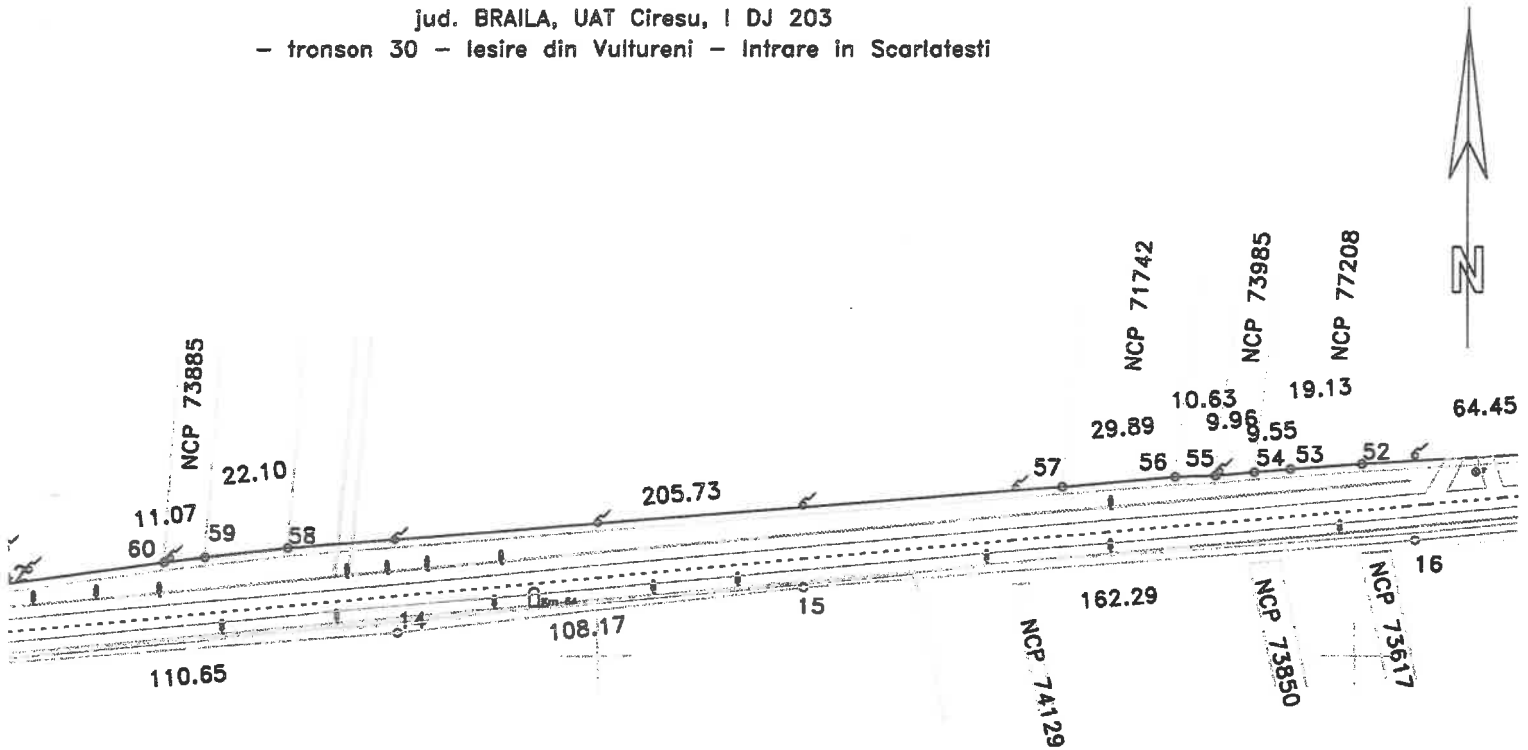 jud. BRAILA, UAT Ciresu, I DJ 203
- tronson 30 - Iesire din Vultureni - Intrare in Scarlatesti
N
NCP 71742
NCP 73985
NCP 77208
NCP 73885
22.10
11.07
205.73
29.89
10.63
9.96
9.55
19.13
64.45
60
59
58
57
56
55
54
53
52
14
15
16
110.65
108.17
162.29
NCP 74129
NCP 73850
NCP 73617